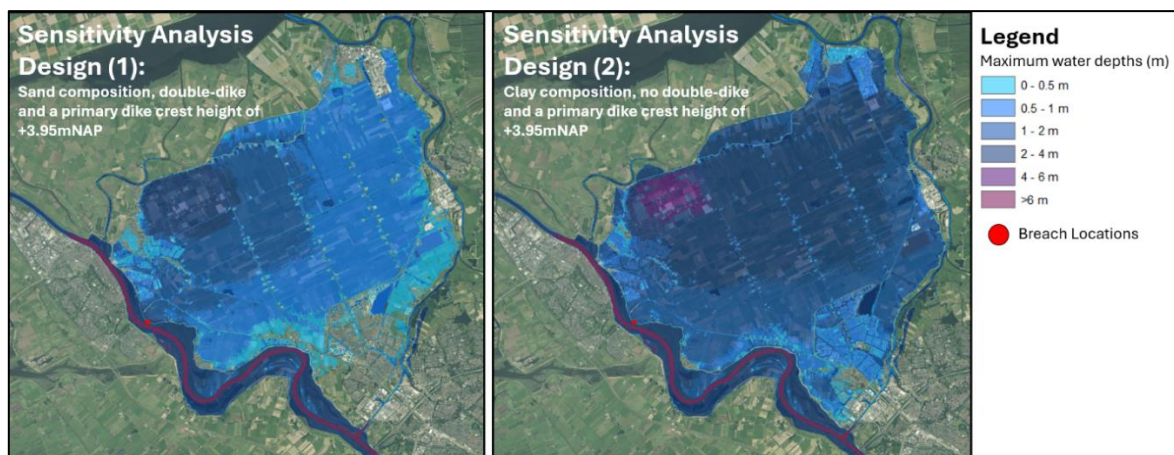 Sensitivity Analysis
Design (1):
Sand composition, double-dike
and a primary dike crest height of
+3.95mNAP
Sensitivity Analysis
Design (2):
Clay composition, no double-dike
and a primary dike crest height of
+3.95mNAP
Legend
Maximum water depths (m)
0 - 0.5 m
0.5 - 1 m
1 - 2 m
2 - 4 m
4 - 6 m
>6 m
Breach Locations